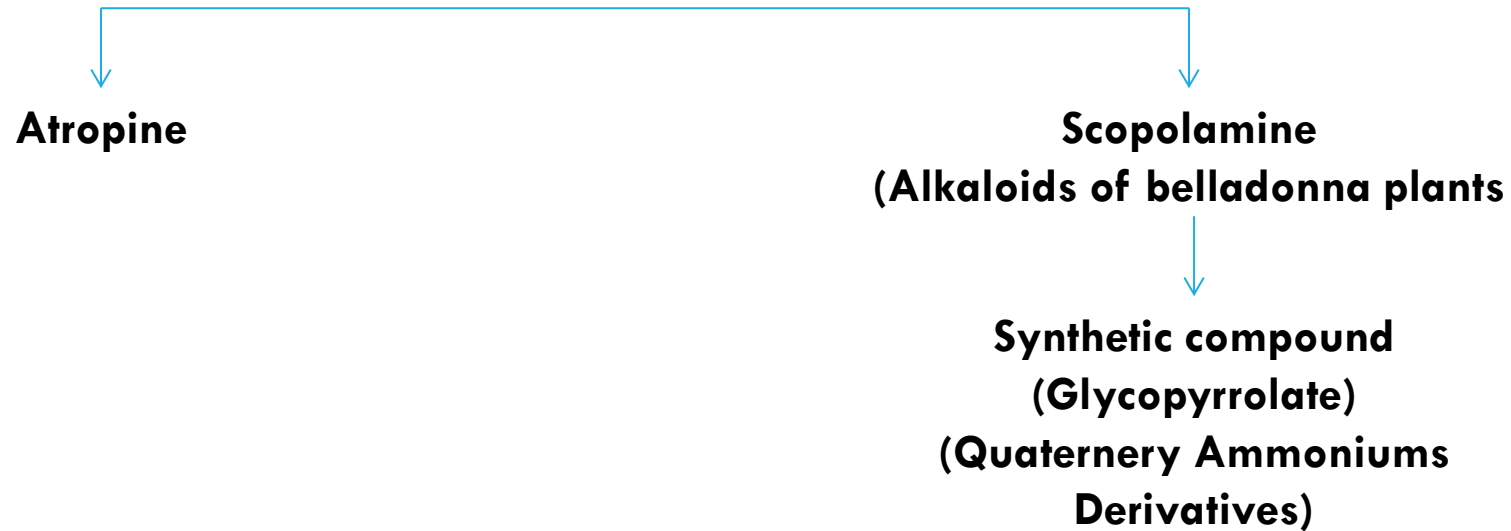 Atropine
Scopolamine
(Alkaloids of belladonna plants
Synthetic compound
(Glycopyrrolate)
(Quaternery Ammoniums
Derivatives)